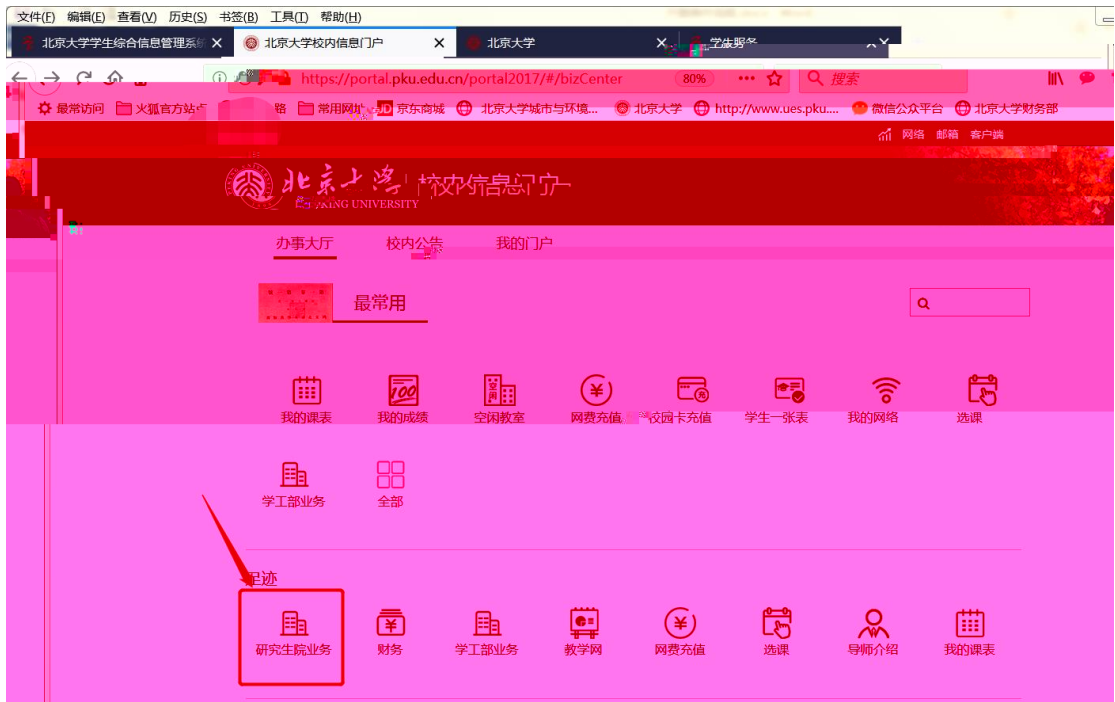 文件(F) 编辑(E) 查看(V) 历史(S) 书签(B) 工具(T) 帮助(H)
北京大学学生综合信息管理系统 北京大学校内信息门户 北京大学
https://portal.pku.edu.cn/portal2017/#/bizCenter 80% 搜索
最常访问 火狐官方站点 常用网址 京东商城 北京大学城市与环境... 北京大学 http://www.ues.pku.... 微信公众平台 北京大学财务部
网络 邮箱 客户端
北京大学 校内信息门户
UNIVERSITY
办事大厅 校内公告 我的门户
最常用
我的课表 我的成绩 空闲教室 网费充值 校园卡充值 学生一张表 我的网络 选课
学工部业务 全部
足迹
研究生院业务 财务 学工部业务 教学网 网费充值 选课 导师介绍 我的课表